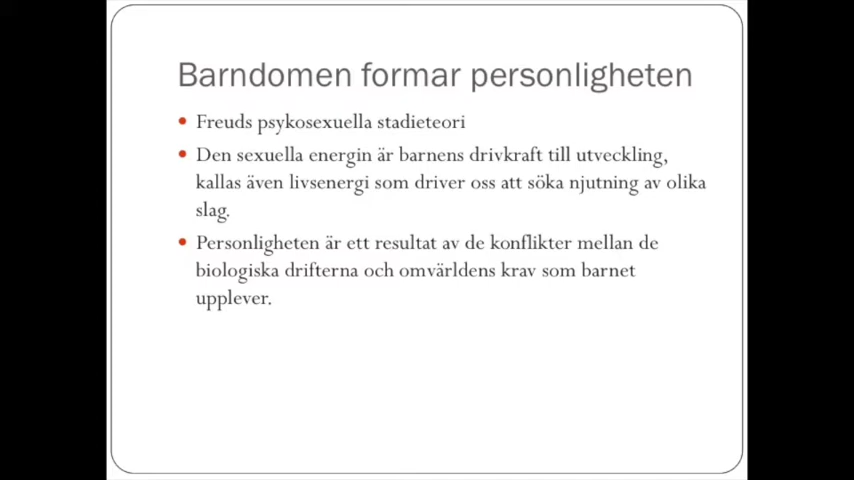 Barndomen formar personligheten
• Freuds psykosexuella stadieteori
• Den sexuella energin är barnens drivkraft till utveckling,
kallas även livsenergi som driver oss att söka njutning av olika
slag.
• Personligheten är ett resultat av de konflikter mellan de
biologiska drifterna och omvärldens krav som barnet
upplever.